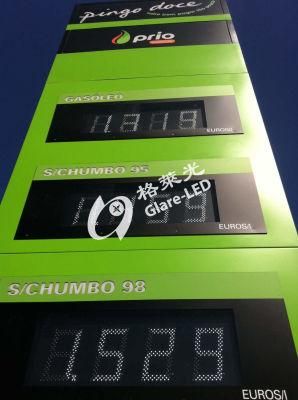 pingo doce
prio
GASOLEO
1.319
EUROS/l
S/CHUMBO 95
格莱光
Glare-LED
EUROS/l
S/CHUMBO 98
1.529
EUROS/l